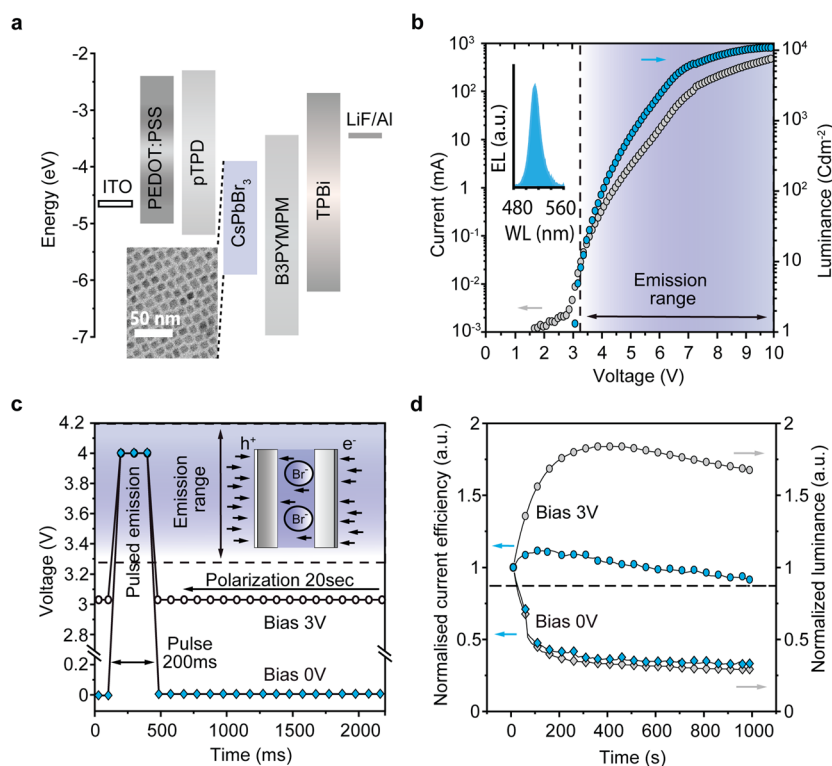 a
-2
-3
-4
-5
-6
-7
Energy (eV)
ITO
PEDOT:PSS
pTPD
CsPbBr3
B3PYMPM
TPBi
LiF/Al
50 nm
b
10³
10²
10
1
10⁻¹
10⁻²
10⁻³
Current (mA)
10⁴
10³
10²
10
1
Luminance (Cdm⁻²)
EL (a.u.)
480 560
WL (nm)
Emission
range
0 1 2 3 4 5 6 7 8 9 10
Voltage (V)
c
4.2
4
3.8
3.6
3.4
3.2
3
0.2
0
Voltage (V)
Pulsed emission
Emission
range
h⁺
e⁻
Br⁻
Br⁻
Polarization 20sec
Bias 3V
Pulse
200ms
Bias 0V
0 500 1000 1500 2000
Time (ms)
d
2
1.5
1
0.5
0
Normalised current efficiency (a.u.)
2
1.5
1
0.5
0
Normalized luminance (a.u.)
Bias 3V
Bias 0V
0 200 400 600 800 1000
Time (s)